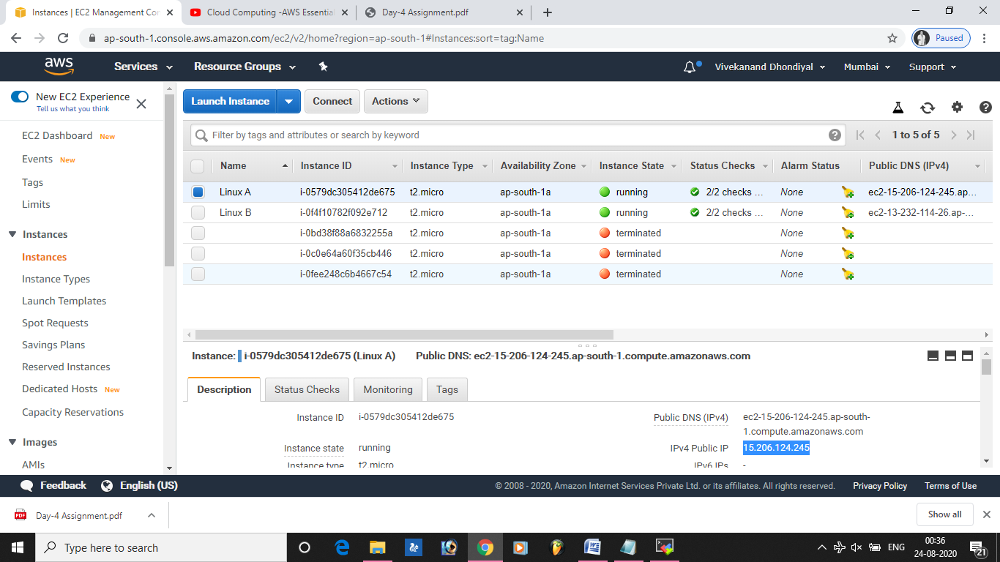 Instances | EC2 Management Con
Cloud Computing -AWS Essential
Day-4 Assignment.pdf
ap-south-1.console.aws.amazon.com/ec2/v2/home?region=ap-south-1#Instances:sort=tag:Name
Paused
aws
Services
Resource Groups
Vivekanand Dhondiyal
Mumbai
Support
New EC2 Experience
Tell us what you think
EC2 Dashboard New
Events New
Tags
Limits
Instances
Instances
Instance Types
Launch Templates
Spot Requests
Savings Plans
Reserved Instances
Dedicated Hosts New
Capacity Reservations
Images
AMIs
Launch Instance
Connect
Actions
Filter by tags and attributes or search by keyword
1 to 5 of 5
Name Instance ID Instance Type Availability Zone Instance State Status Checks Alarm Status Public DNS (IPv4)
Linux A i-0579dc305412de675 t2.micro ap-south-1a running 2/2 checks ... None ec2-15-206-124-245.ap...
Linux B i-0f4f10782f092e712 t2.micro ap-south-1a running 2/2 checks ... None ec2-13-232-114-26.ap-...
i-0bd38f88a6832255a t2.micro ap-south-1a terminated None
i-0c0e64a60f35cb446 t2.micro ap-south-1a terminated None
i-0fee248c6b4667c54 t2.micro ap-south-1a terminated None
Instance: i-0579dc305412de675 (Linux A) Public DNS: ec2-15-206-124-245.ap-south-1.compute.amazonaws.com
Description
Status Checks
Monitoring
Tags
Instance ID i-0579dc305412de675
Public DNS (IPv4) ec2-15-206-124-245.ap-south-
1.compute.amazonaws.com
Instance state running
IPv4 Public IP 15.206.124.245
Instance type t2.micro
IPv6 IPs -
Feedback
English (US)
© 2008 - 2020, Amazon Internet Services Private Ltd. or its affiliates. All rights reserved.
Privacy Policy
Terms of Use
PDF
Day-4 Assignment.pdf
Show all
Type here to search
ENG
00:36
24-08-2020
21